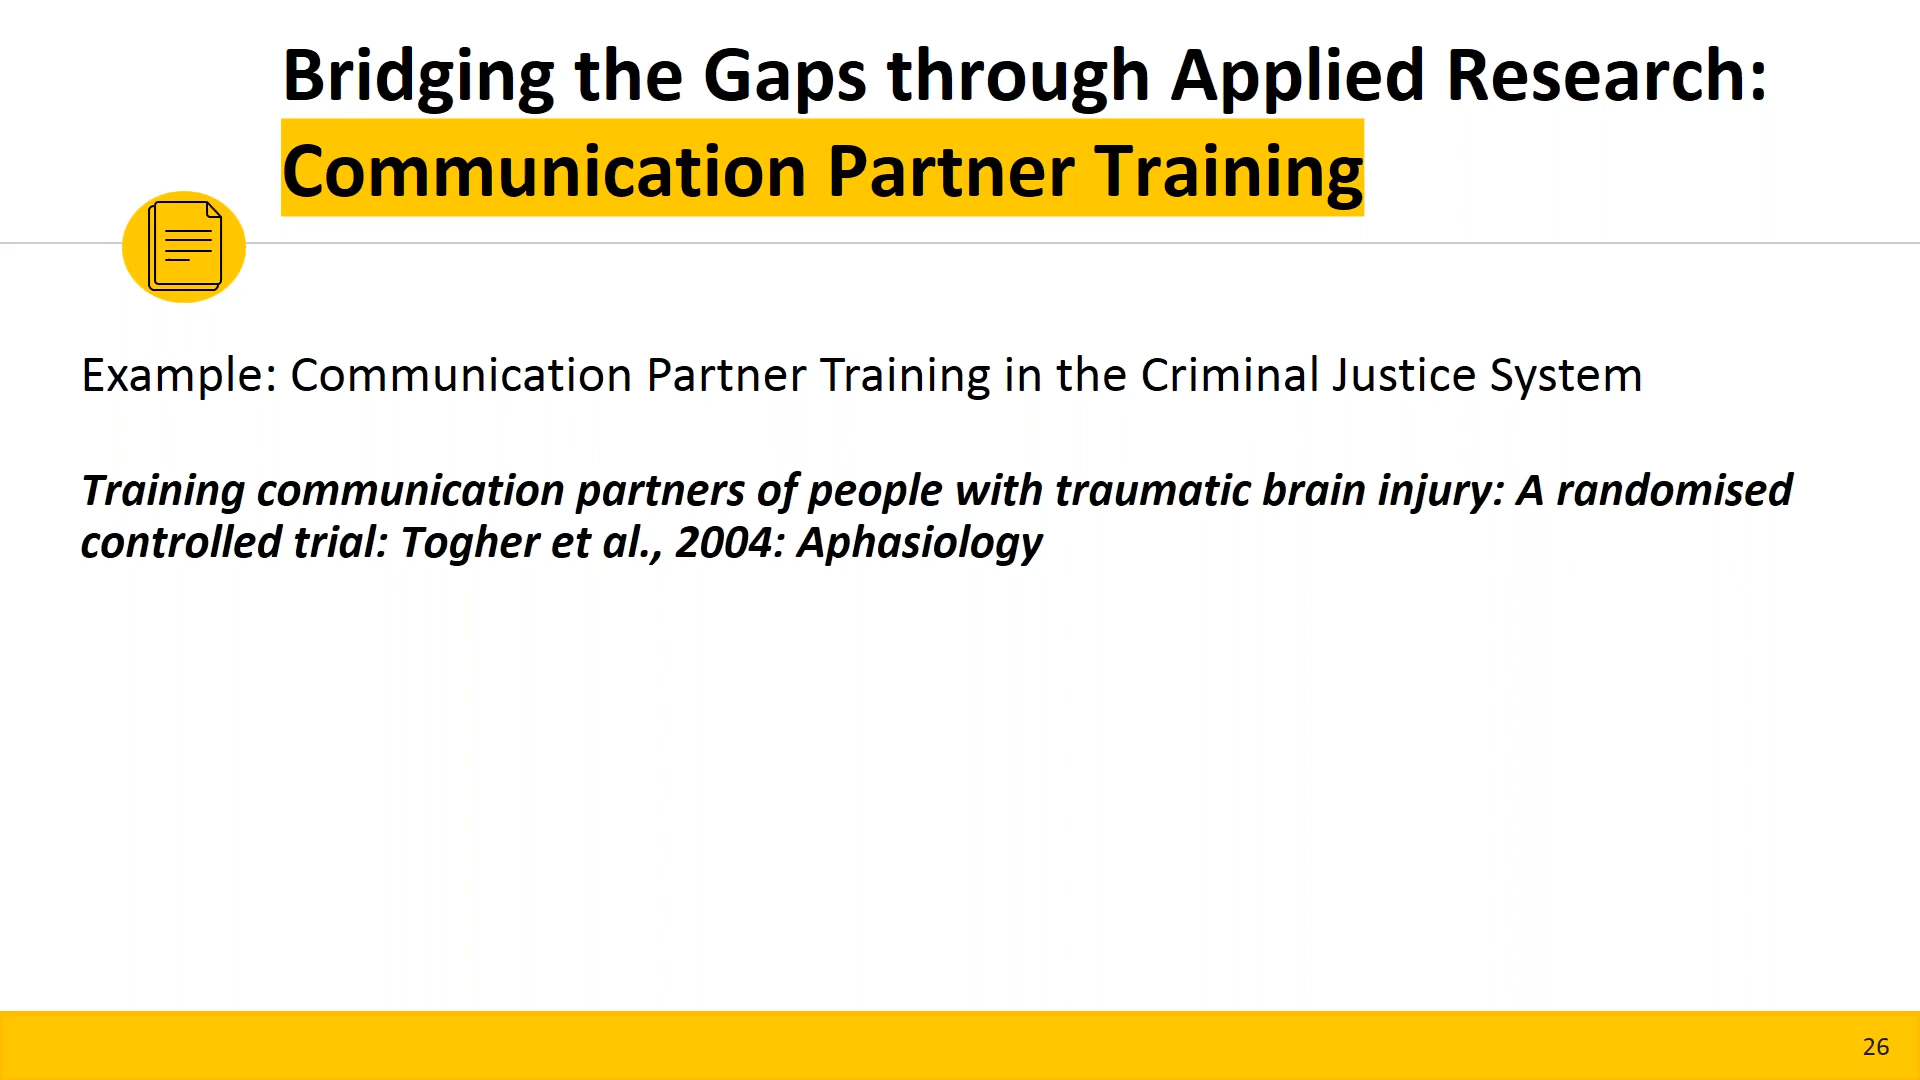 Bridging the Gaps through Applied Research:
Communication Partner Training
Example: Communication Partner Training in the Criminal Justice System
Training communication partners of people with traumatic brain injury: A randomised
controlled trial: Togher et al., 2004: Aphasiology
26